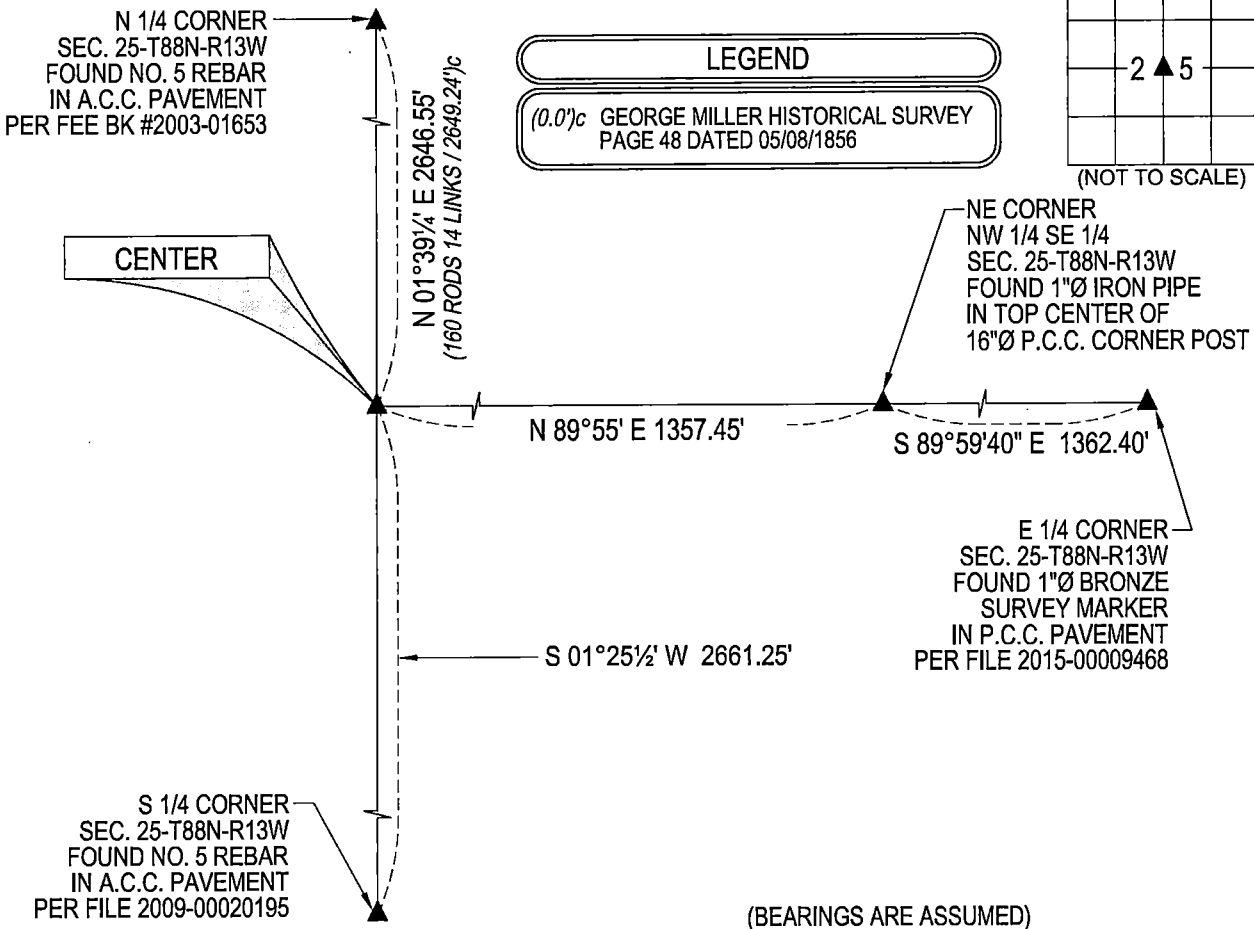 N 1/4 CORNER
SEC. 25-T88N-R13W
FOUND NO. 5 REBAR
IN A.C.C. PAVEMENT
PER FEE BK #2003-01653
LEGEND
(0.0')c GEORGE MILLER HISTORICAL SURVEY
PAGE 48 DATED 05/08/1856
2 5
(NOT TO SCALE)
N 01°39¼' E 2646.55'
(160 RODS 14 LINKS / 2649.24')c
CENTER
NE CORNER
NW 1/4 SE 1/4
SEC. 25-T88N-R13W
FOUND 1"Ø IRON PIPE
IN TOP CENTER OF
16"Ø P.C.C. CORNER POST
N 89°55' E 1357.45'
S 89°59'40" E 1362.40'
E 1/4 CORNER
SEC. 25-T88N-R13W
FOUND 1"Ø BRONZE
SURVEY MARKER
IN P.C.C. PAVEMENT
PER FILE 2015-00009468
S 01°25½' W 2661.25'
S 1/4 CORNER
SEC. 25-T88N-R13W
FOUND NO. 5 REBAR
IN A.C.C. PAVEMENT
PER FILE 2009-00020195
(BEARINGS ARE ASSUMED)